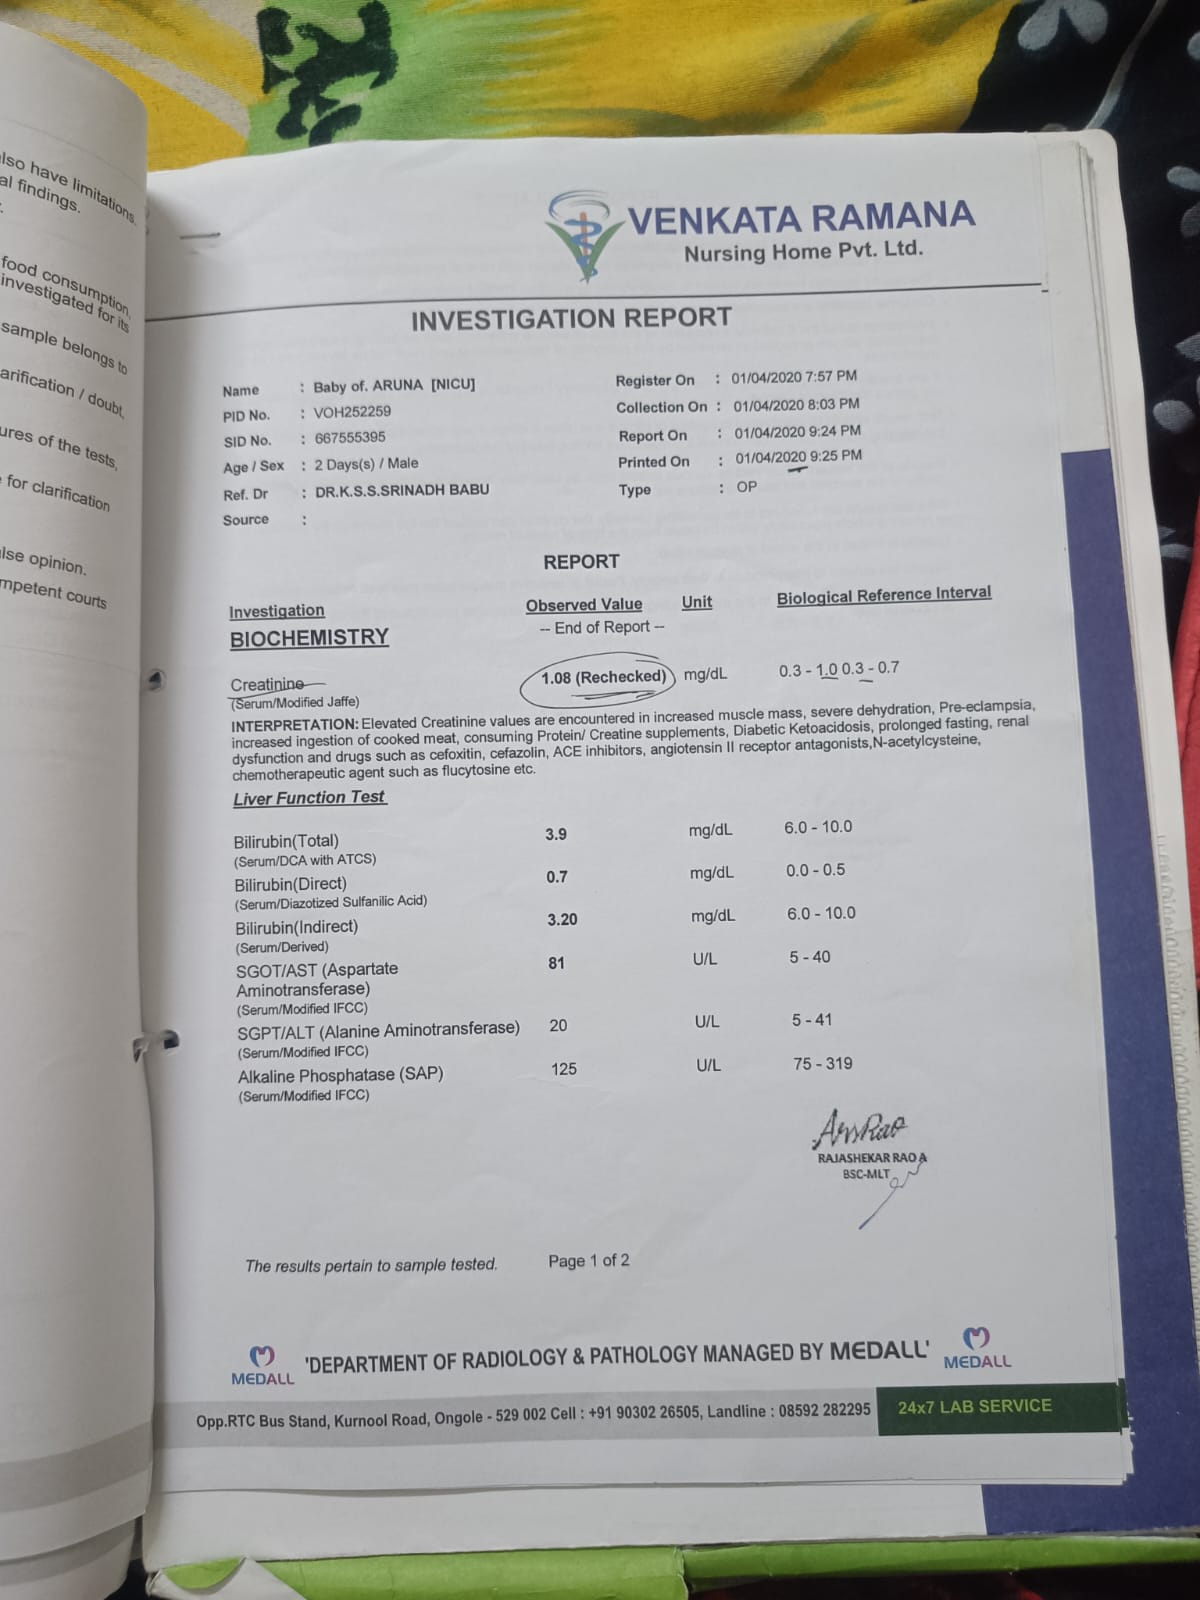 also have limitations.
al findings.
food consumption,
investigated for its
sample belongs to
arification / doubt,
ures of the tests,
for clarification
lse opinion.
mpetent courts
VENKATA RAMANA
Nursing Home Pvt. Ltd.
INVESTIGATION REPORT
Name : Baby of. ARUNA [NICU] Register On : 01/04/2020 7:57 PM
PID No. : VOH252259 Collection On : 01/04/2020 8:03 PM
SID No. : 667555395 Report On : 01/04/2020 9:24 PM
Age / Sex : 2 Days(s) / Male Printed On : 01/04/2020 9:25 PM
Ref. Dr : DR.K.S.S.SRINADH BABU Type : OP
Source :
REPORT
Investigation Observed Value Unit Biological Reference Interval
BIOCHEMISTRY -- End of Report --
Creatinine 1.08 (Rechecked) mg/dL 0.3 - 1.0 0.3 - 0.7
(Serum/Modified Jaffe)
INTERPRETATION: Elevated Creatinine values are encountered in increased muscle mass, severe dehydration, Pre-eclampsia,
increased ingestion of cooked meat, consuming Protein/ Creatine supplements, Diabetic Ketoacidosis, prolonged fasting, renal
dysfunction and drugs such as cefoxitin, cefazolin, ACE inhibitors, angiotensin II receptor antagonists,N-acetylcysteine,
chemotherapeutic agent such as flucytosine etc.
Liver Function Test
Bilirubin(Total) 3.9 mg/dL 6.0 - 10.0
(Serum/DCA with ATCS)
Bilirubin(Direct) 0.7 mg/dL 0.0 - 0.5
(Serum/Diazotized Sulfanilic Acid)
Bilirubin(Indirect) 3.20 mg/dL 6.0 - 10.0
(Serum/Derived)
SGOT/AST (Aspartate 81 U/L 5 - 40
Aminotransferase)
(Serum/Modified IFCC)
SGPT/ALT (Alanine Aminotransferase) 20 U/L 5 - 41
(Serum/Modified IFCC)
Alkaline Phosphatase (SAP) 125 U/L 75 - 319
(Serum/Modified IFCC)
RAJASHEKAR RAO A
BSC-MLT
The results pertain to sample tested. Page 1 of 2
MEDALL 'DEPARTMENT OF RADIOLOGY & PATHOLOGY MANAGED BY MEDALL' MEDALL
Opp.RTC Bus Stand, Kurnool Road, Ongole - 529 002 Cell : +91 90302 26505, Landline : 08592 282295 24x7 LAB SERVICE